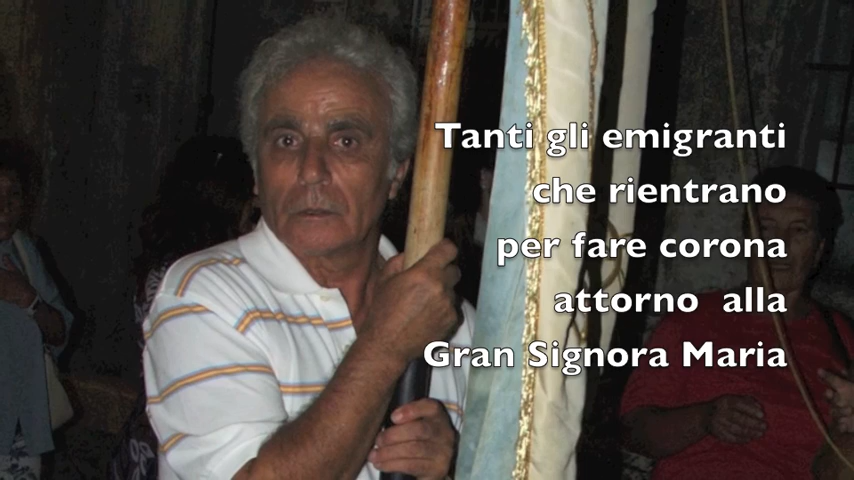 Tanti gli emigranti
che rientrano
per fare corona
attorno  alla
Gran Signora Maria